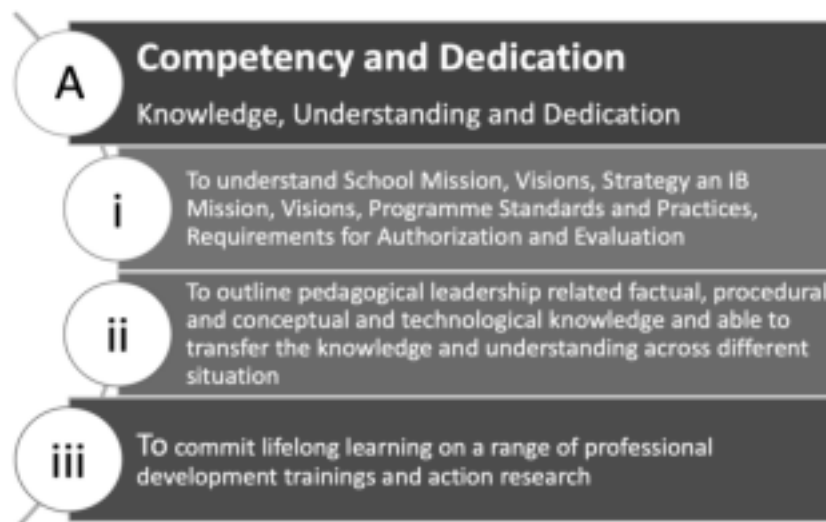 A
Competency and Dedication
Knowledge, Understanding and Dedication
i
To understand School Mission, Visions, Strategy an IB
Mission, Visions, Programme Standards and Practices,
Requirements for Authorization and Evaluation
ii
To outline pedagogical leadership related factual, procedural
and conceptual and technological knowledge and able to
transfer the knowledge and understanding across different
situation
iii
To commit lifelong learning on a range of professional
development trainings and action research